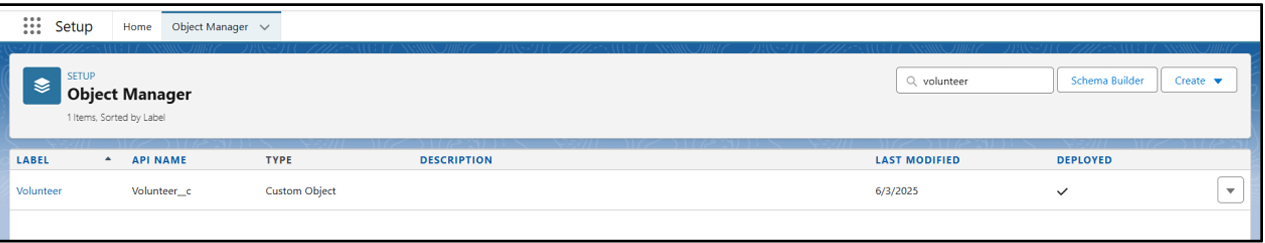 Setup Home Object Manager
SETUP
Object Manager
1 Items, Sorted by Label
volunteer Schema Builder Create
LABEL API NAME TYPE DESCRIPTION LAST MODIFIED DEPLOYED
Volunteer Volunteer__c Custom Object 6/3/2025